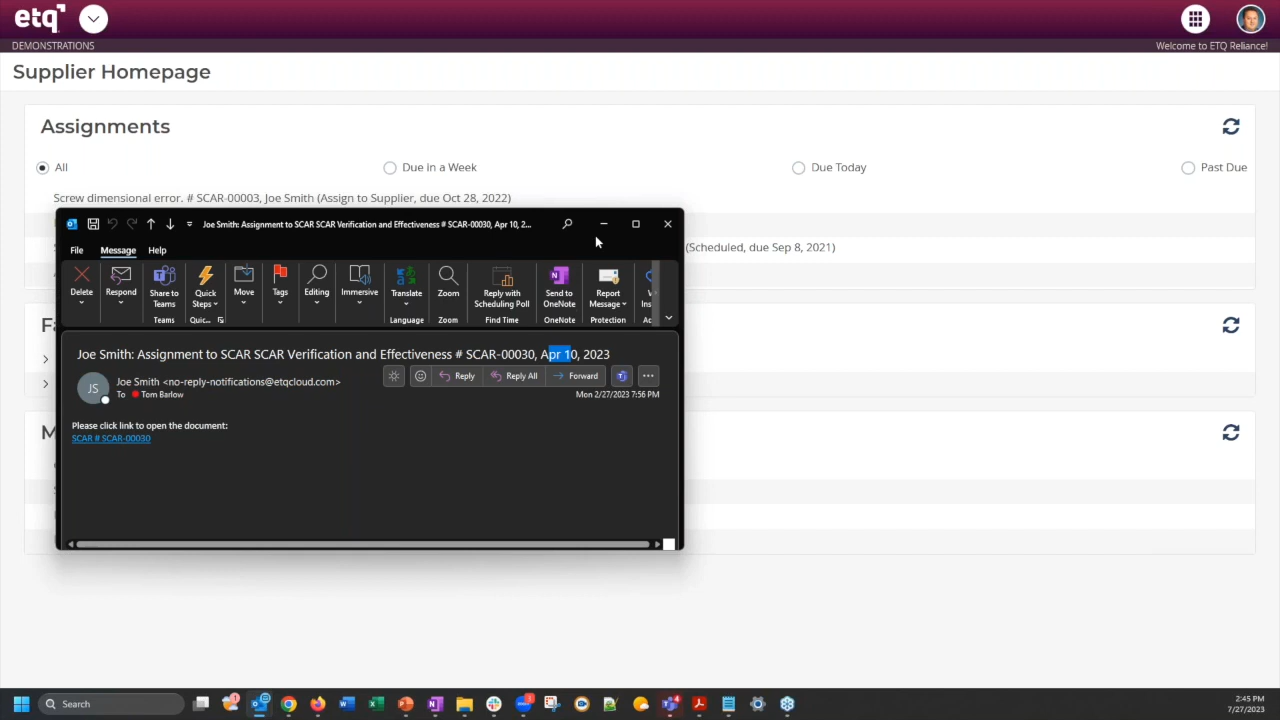 etq
DEMONSTRATIONS
Welcome to ETQ Reliance!
Supplier Homepage
Assignments
All
Due in a Week
Due Today
Past Due
Screw dimensional error. # SCAR-00003, Joe Smith (Assign to Supplier, due Oct 28, 2022)
(Scheduled, due Sep 8, 2021)
Joe Smith: Assignment to SCAR SCAR Verification and Effectiveness # SCAR-00030, Apr 10, 2...
File Message Help
Delete
Respond
Share to Teams
Quick Steps
Move
Tags
Editing
Immersive
Translate
Zoom
Reply with Scheduling Poll
Send to OneNote
Report Message
Teams
Quic...
Language
Zoom
Find Time
OneNote
Protection
Joe Smith: Assignment to SCAR SCAR Verification and Effectiveness # SCAR-00030, Apr 10, 2023
JS
Joe Smith <no-reply-notifications@etqcloud.com>
Reply
Reply All
Forward
To Tom Barlow
Mon 2/27/2023 7:56 PM
Please click link to open the document:
SCAR # SCAR-00030
Search
2:45 PM
7/27/2023